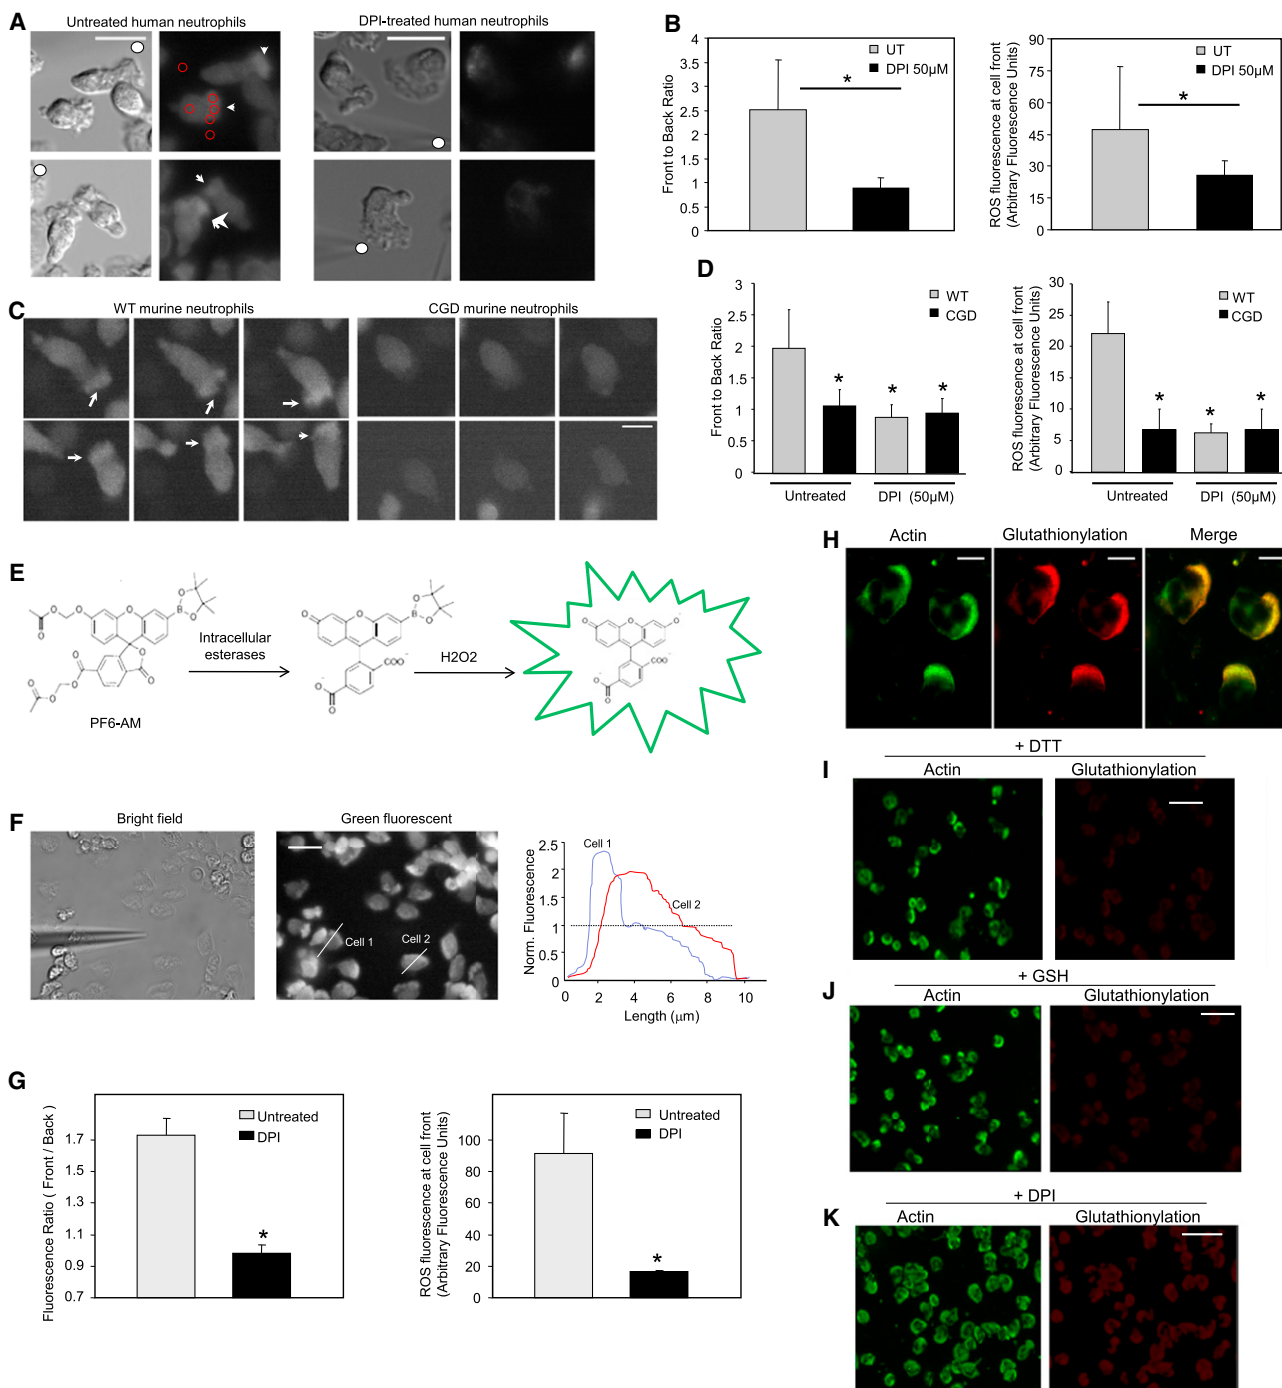 A
Untreated human neutrophils
DPI-treated human neutrophils
B
Front to Back Ratio
4
3.5
3
2.5
2
1.5
1
0.5
0
UT
DPI 50μM
*
ROS fluorescence at cell front
(Arbitrary Fluorescence Units)
90
75
60
45
30
15
0
UT
DPI 50μM
*
C
WT murine neutrophils
CGD murine neutrophils
D
Front to Back Ratio
3
2.5
2
1.5
1
0.5
0
WT
CGD
* * *
Untreated DPI (50μM)
ROS fluorescence at cell front
(Arbitrary Fluorescence Units)
30
25
20
15
10
5
0
WT
CGD
* * *
Untreated DPI (50μM)
E
PF6-AM
Intracellular
esterases
H2O2
O O O O O O O O O B
O O O B O COO⁻ O O⁻
O O O⁻ COO⁻ O O⁻
F
Bright field
Green fluorescent
Cell 1
Cell 2
Norm. Fluorescence
2.5
2
1.5
1
0.5
0
Cell 1
Cell 2
0 2 4 6 8 10
Length (μm)
G
Fluorescence Ratio ( Front / Back )
1.7
1.5
1.3
1.1
0.9
0.7
Untreated
DPI
*
ROS fluorescence at cell front
(Arbitrary Fluorescence Units)
100
80
60
40
20
0
Untreated
DPI
*
H
Actin Glutathionylation Merge
I
+ DTT
Actin Glutathionylation
J
+ GSH
Actin Glutathionylation
K
+ DPI
Actin Glutathionylation